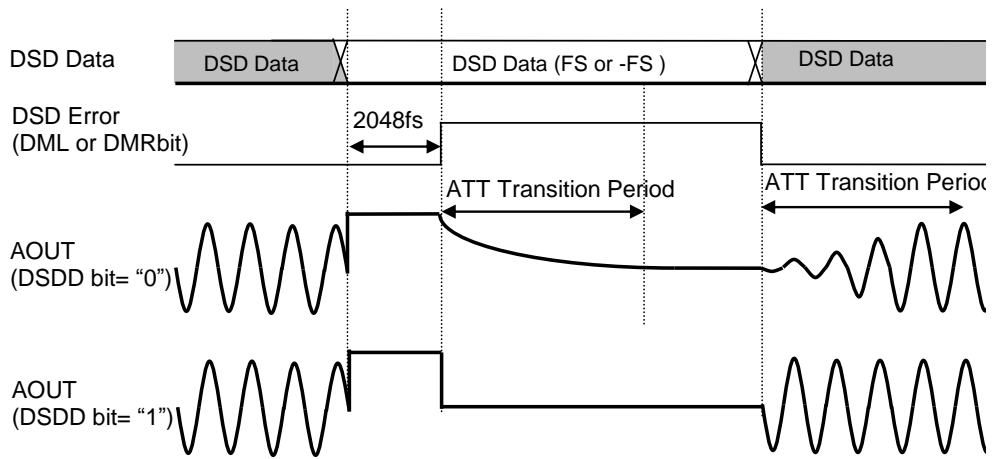 DSD Data
DSD Data
DSD Data (FS or -FS )
DSD Data
DSD Error
(DML or DMRbit)
2048fs
ATT Transition Period
ATT Transition Period
AOUT
(DSDD bit= “0”)
AOUT
(DSDD bit= “1”)